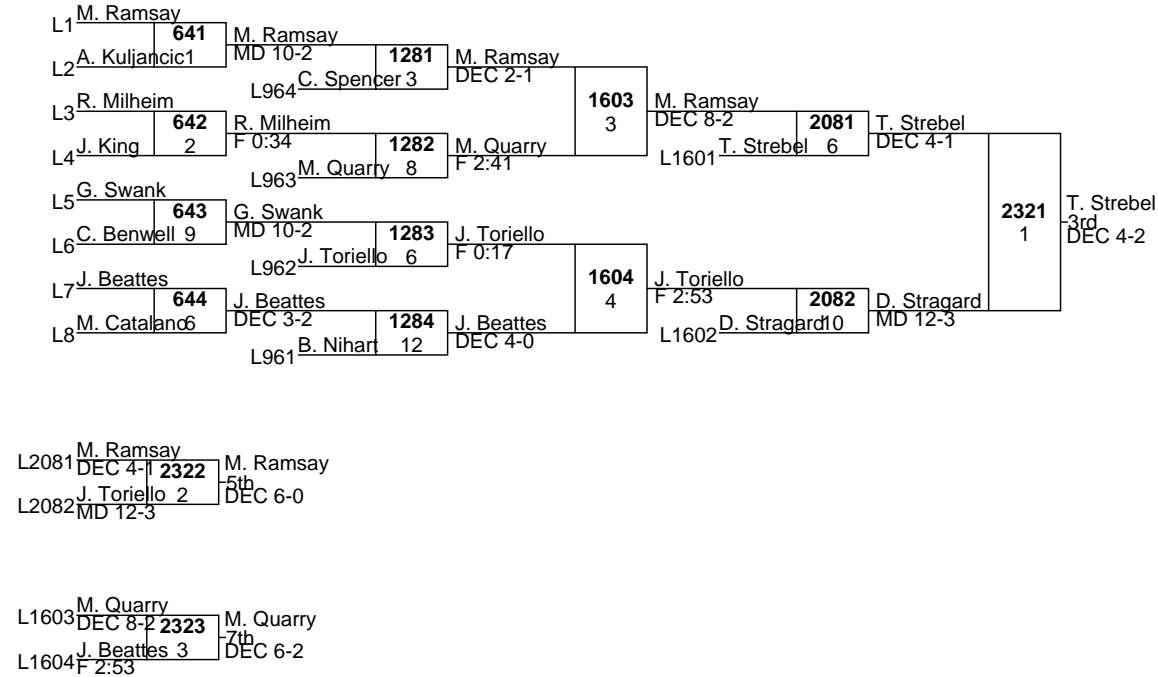 L1 M. Ramsay
641
1
L2 A. Kuljancic
M. Ramsay
MD 10-2
1281
3
L964 C. Spencer
M. Ramsay
DEC 2-1
L3 R. Milheim
642
2
L4 J. King
R. Milheim
F 0:34
1282
8
L963 M. Quarry
M. Quarry
F 2:41
1603
3
M. Ramsay
DEC 8-2
2081
6
L1601 T. Strebel
T. Strebel
DEC 4-1
L5 G. Swank
643
9
L6 C. Benwell
G. Swank
MD 10-2
1283
6
L962 J. Toriello
J. Toriello
F 0:17
L7 J. Beattes
644
6
L8 M. Catalano
J. Beattes
DEC 3-2
1284
12
L961 B. Nihart
J. Beattes
DEC 4-0
1604
4
J. Toriello
F 2:53
2082
10
L1602 D. Stragard
D. Stragard
MD 12-3
2321
1
T. Strebel
3rd
DEC 4-2
L2081 M. Ramsay
DEC 4-1
2322
2
L2082 J. Toriello
MD 12-3
M. Ramsay
5th
DEC 6-0
L1603 M. Quarry
DEC 8-2
2323
3
L1604 J. Beattes
F 2:53
M. Quarry
7th
DEC 6-2